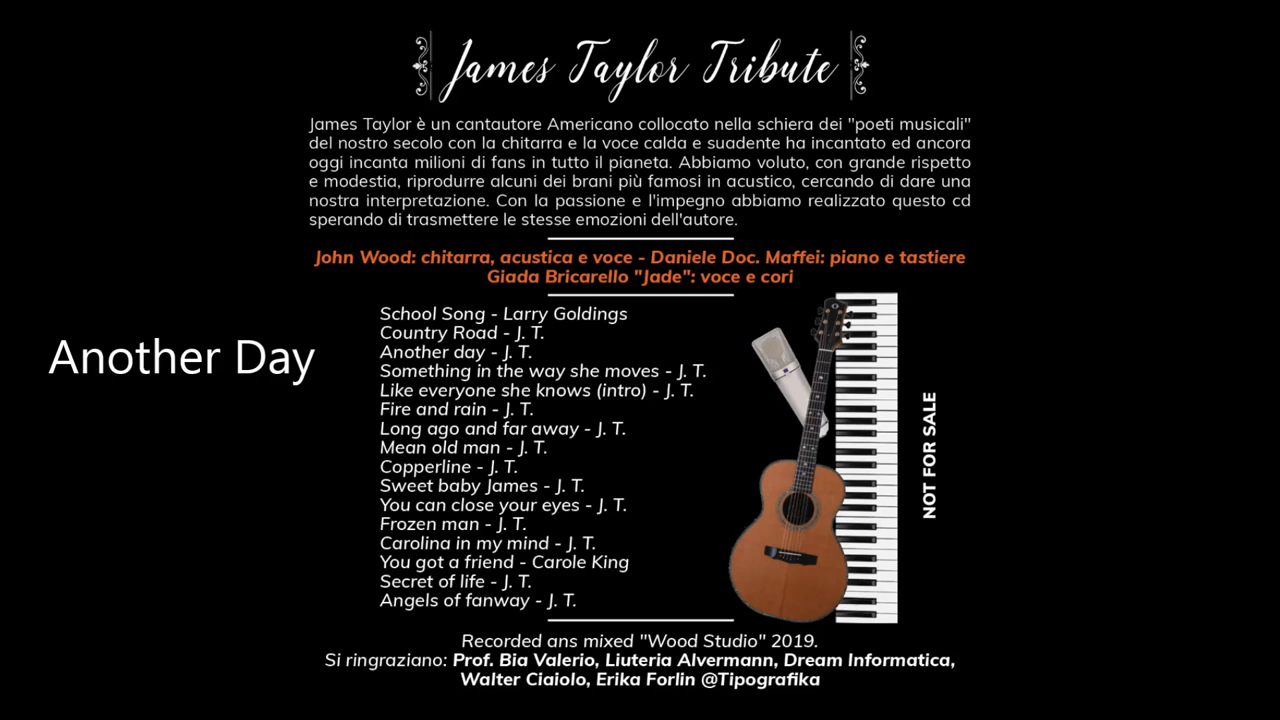 James Taylor Tribute
James Taylor è un cantautore Americano collocato nella schiera dei "poeti musicali"
del nostro secolo con la chitarra e la voce calda e suadente ha incantato ed ancora
oggi incanta milioni di fans in tutto il pianeta. Abbiamo voluto, con grande rispetto
e modestia, riprodurre alcuni dei brani più famosi in acustico, cercando di dare una
nostra interpretazione. Con la passione e l'impegno abbiamo realizzato questo cd
sperando di trasmettere le stesse emozioni dell'autore.
John Wood: chitarra, acustica e voce - Daniele Doc. Maffei: piano e tastiere
Giada Bricarello "Jade": voce e cori
Another Day
School Song - Larry Goldings
Country Road - J. T.
Another day - J. T.
Something in the way she moves - J. T.
Like everyone she knows (intro) - J. T.
Fire and rain - J. T.
Long ago and far away - J. T.
Mean old man - J. T.
Copperline - J. T.
Sweet baby James - J. T.
You can close your eyes - J. T.
Frozen man - J. T.
Carolina in my mind - J. T.
You got a friend - Carole King
Secret of life - J. T.
Angels of fanway - J. T.
NOT FOR SALE
Recorded ans mixed "Wood Studio" 2019.
Si ringraziano: Prof. Bia Valerio, Liuteria Alvermann, Dream Informatica,
Walter Ciaiolo, Erika Forlin @Tipografika